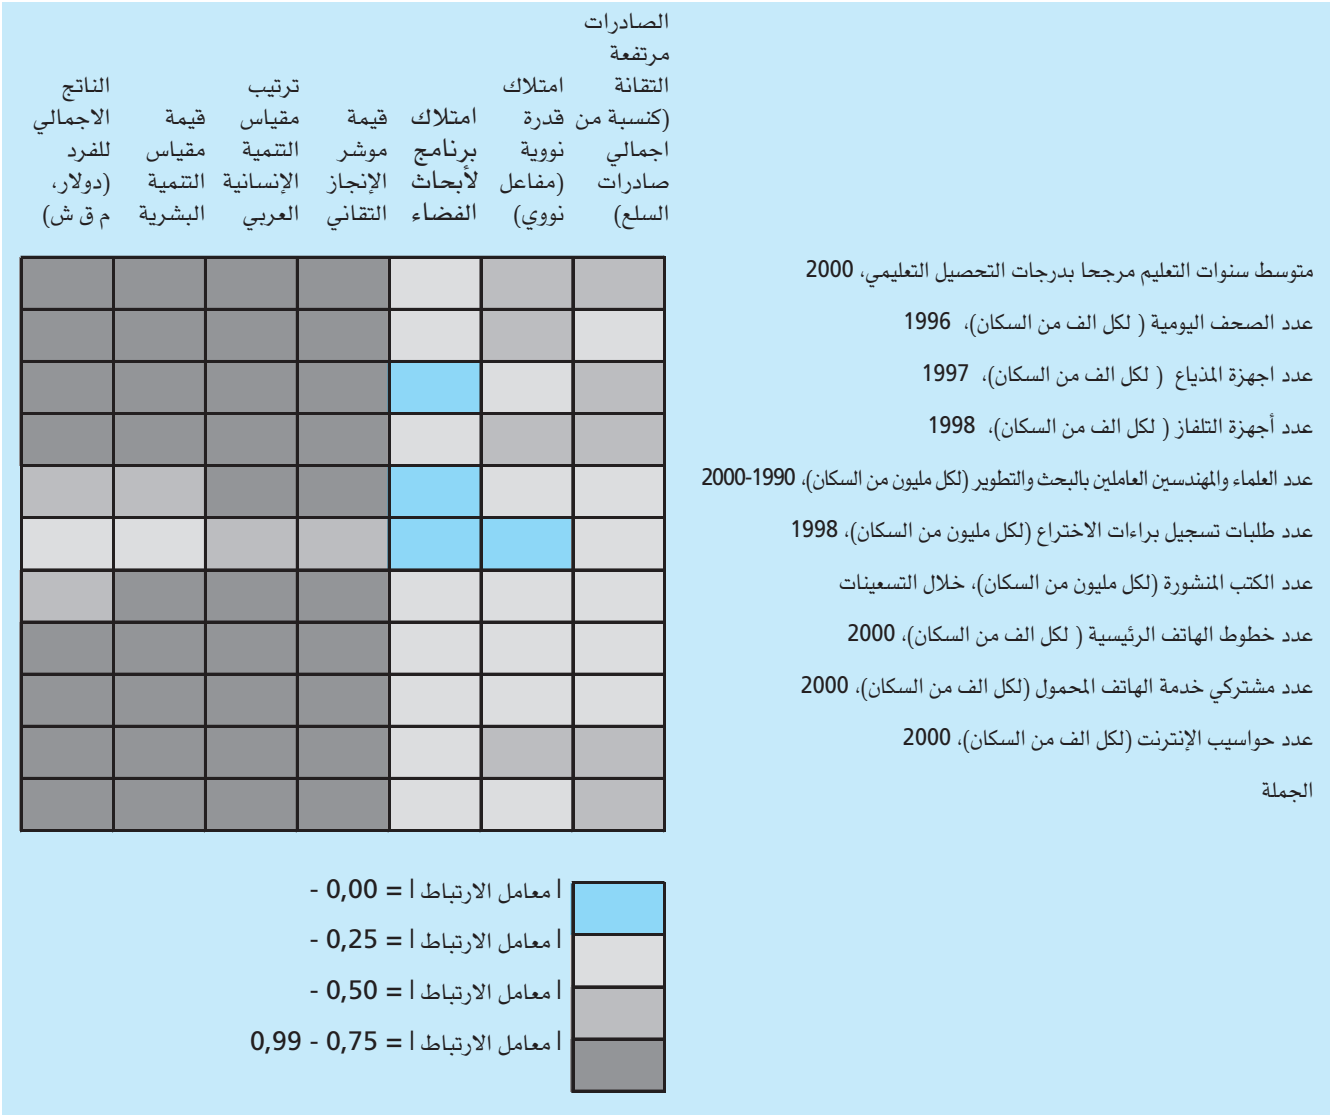 الصادرات
مرتفعة
التقانة
(كنسبة من
اجمالي
صادرات
السلع)
امتلاك
قدرة
نووية
(مفاعل
نووي)
امتلاك
برنامج
لأبحاث
الفضاء
قيمة
موشر
الإنجاز
التقاني
ترتيب
مقياس
التنمية
الإنسانية
العربي
قيمة
مقياس
التنمية
البشرية
الناتج
الاجمالي
للفرد
(دولار،
م ق ش)
متوسط سنوات التعليم مرجحا بدرجات التحصيل التعليمي، 2000
عدد الصحف اليومية ( لكل الف من السكان)، 1996
عدد اجهزة المذياع ( لكل الف من السكان)، 1997
عدد أجهزة التلفاز ( لكل الف من السكان)، 1998
عدد العلماء والمهندسين العاملين بالبحث والتطوير (لكل مليون من السكان)، 1990-2000
عدد طلبات تسجيل براءات الاختراع (لكل مليون من السكان)، 1998
عدد الكتب المنشورة (لكل مليون من السكان)، خلال التسعينات
عدد خطوط الهاتف الرئيسية ( لكل الف من السكان)، 2000
عدد مشتركي خدمة الهاتف المحمول (لكل الف من السكان)، 2000
عدد حواسيب الإنترنت (لكل الف من السكان)، 2000
الجملة
ا معامل الارتباط ا = 0,00 -
ا معامل الارتباط ا = 0,25 -
ا معامل الارتباط ا = 0,50 -
ا معامل الارتباط ا = 0,75 - 0,99